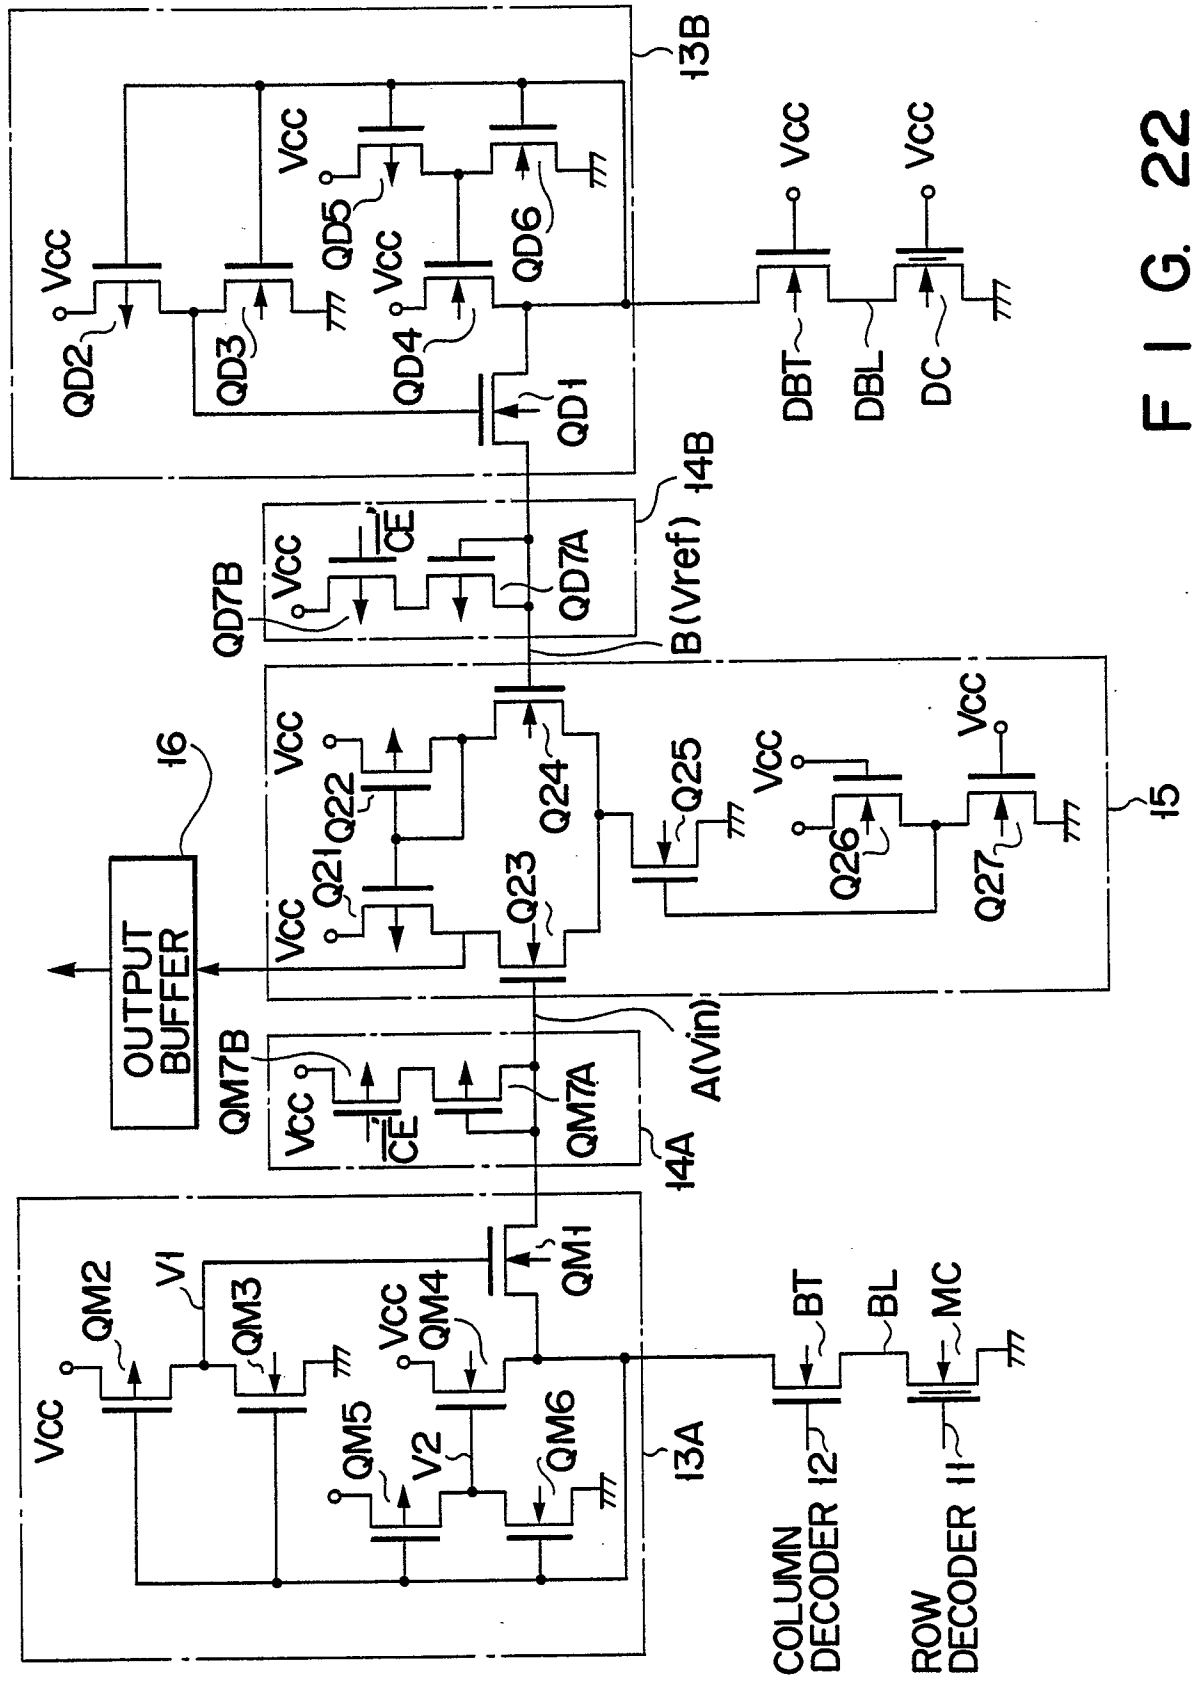 OUTPUT
BUFFER
16
VCC
QM2
V1
QM3
QM5
V2
VCC
QM4
QM6
QM1
13A
QM7B
VCC
CE
QM7A
14A
A(Vin)
VCC
Q21
Q22
VCC
Q23
Q24
Q25
VCC
Q26
VCC
Q27
15
B(Vref)
QD7B
VCC
CE
QD7A
14B
VCC
QD2
QD3
VCC
QD5
VCC
QD4
QD6
QD1
13B
COLUMN
DECODER 12
BT
BL
ROW
DECODER 11
MC
DBT
VCC
DBL
DC
VCC
FIG. 22